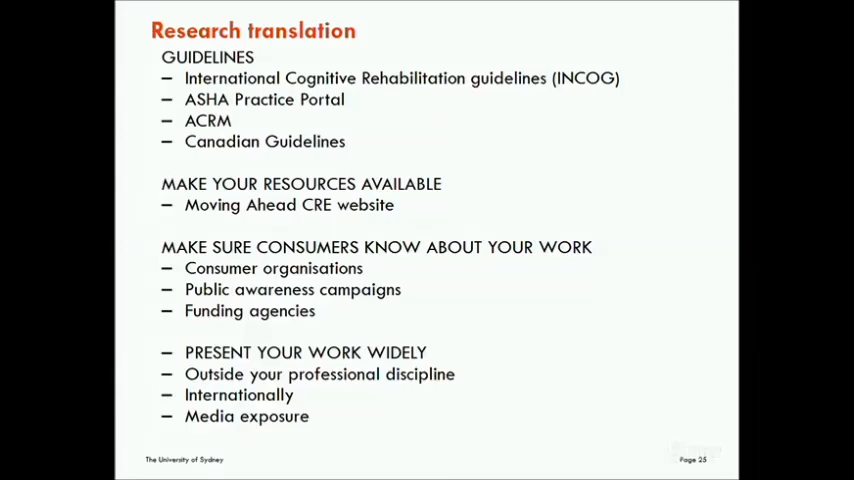 Research translation
GUIDELINES
– International Cognitive Rehabilitation guidelines (INCOG)
– ASHA Practice Portal
– ACRM
– Canadian Guidelines
MAKE YOUR RESOURCES AVAILABLE
– Moving Ahead CRE website
MAKE SURE CONSUMERS KNOW ABOUT YOUR WORK
– Consumer organisations
– Public awareness campaigns
– Funding agencies
– PRESENT YOUR WORK WIDELY
– Outside your professional discipline
– Internationally
– Media exposure
The University of Sydney
Page 25